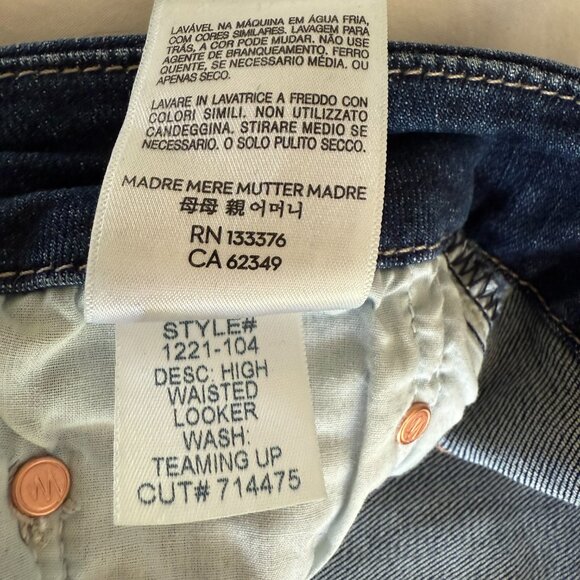 LAVÁVEL NA MÁQUINA EM ÁGUA FRIA,
COM CORES SIMILARES. LAVAGEM PARA
TRÁS, A COR PODE MUDAR. NÃO USE
AGENTE DE BRANQUEAMENTO. FERRO
QUENTE, SE NECESSARIO MÉDIA. OU
APENAS SECO.
LAVARE IN LAVATRICE A FREDDO CON
COLORI SIMILI. NON UTILIZZATO
CANDEGGINA. STIRARE MEDIO SE
NECESSARIO. O SOLO PULITO SECCO.
MADRE MERE MUTTER MADRE
母母 親 어머니
RN 133376
CA 62349
STYLE#
1221-104
DESC: HIGH
WAISTED
LOOKER
WASH:
TEAMING UP
CUT# 714475